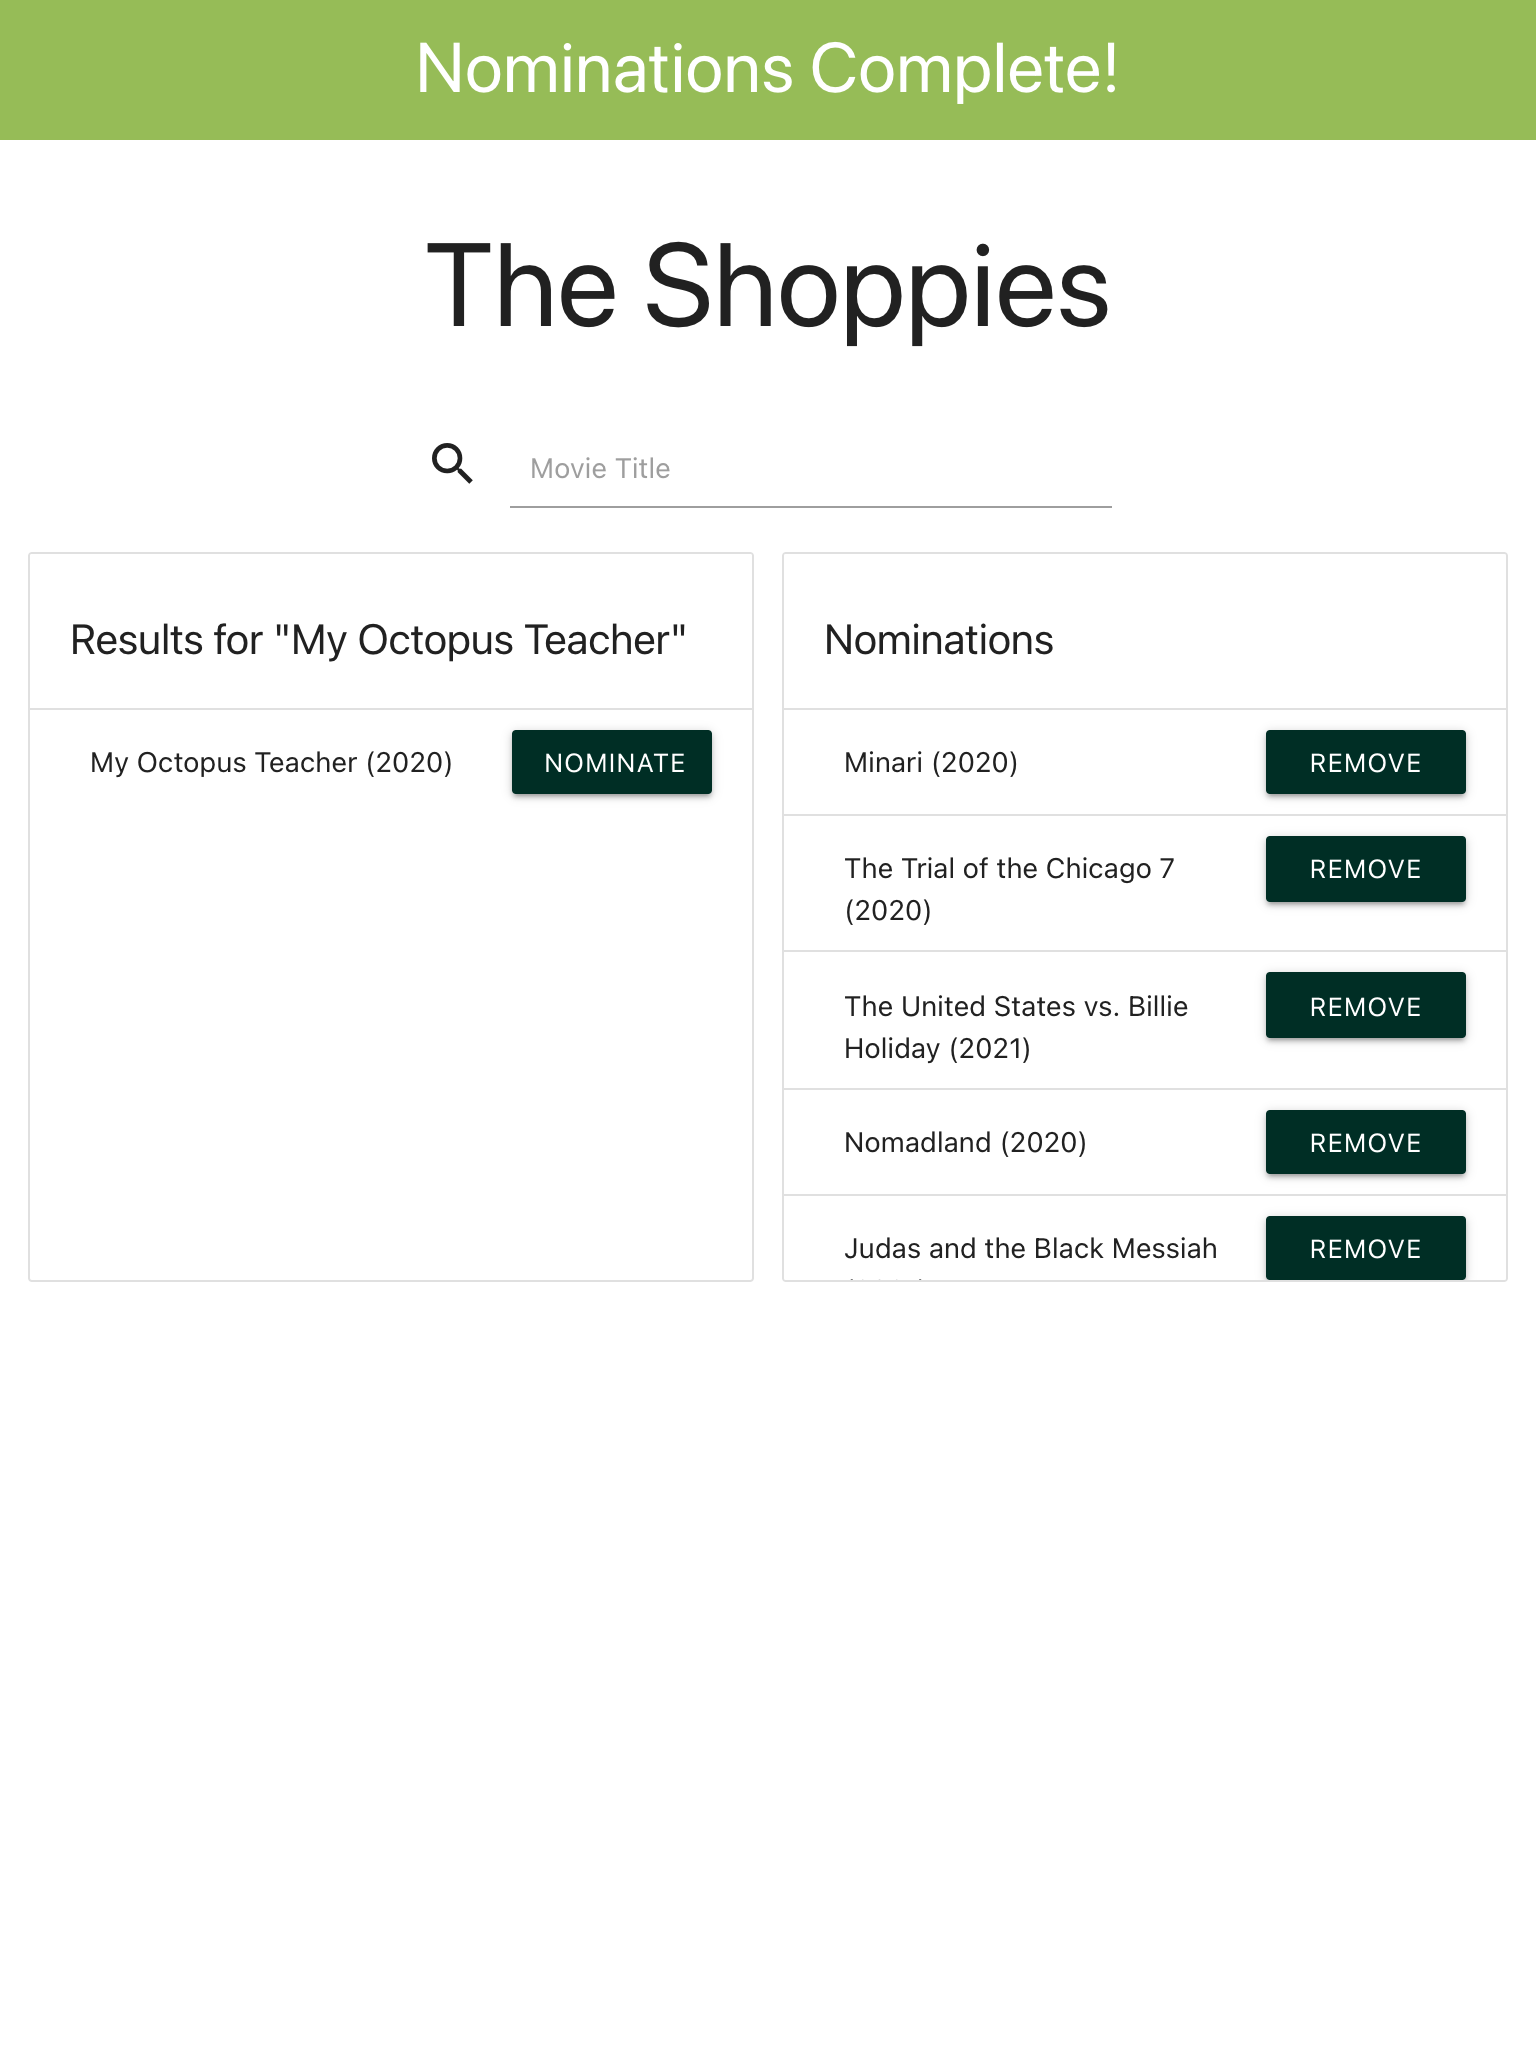 Nominations Complete!
The Shoppies
Movie Title
Results for "My Octopus Teacher"
My Octopus Teacher (2020)
NOMINATE
Nominations
Minari (2020)
REMOVE
The Trial of the Chicago 7
(2020)
REMOVE
The United States vs. Billie
Holiday (2021)
REMOVE
Nomadland (2020)
REMOVE
Judas and the Black Messiah
REMOVE